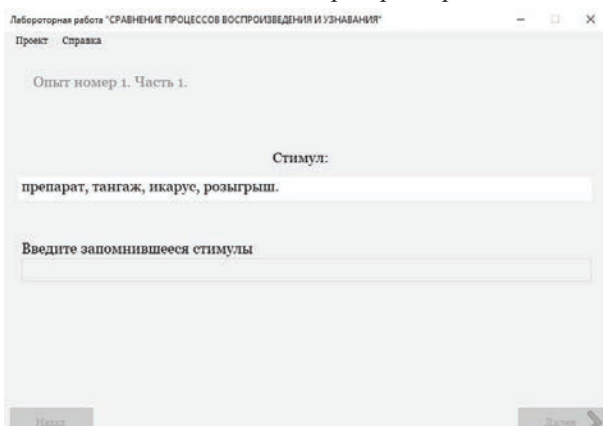 Лабороторная работа "СРАВНЕНИЕ ПРОЦЕССОВ ВОСПРОИЗВЕДЕНИЯ И УЗНАВАНИЯ"
Проект Справка
Опыт номер 1. Часть 1.
Стимул:
препарат, тангаж, икарус, розыгрыш.
Введите запомнившееся стимулы
Назад Далее